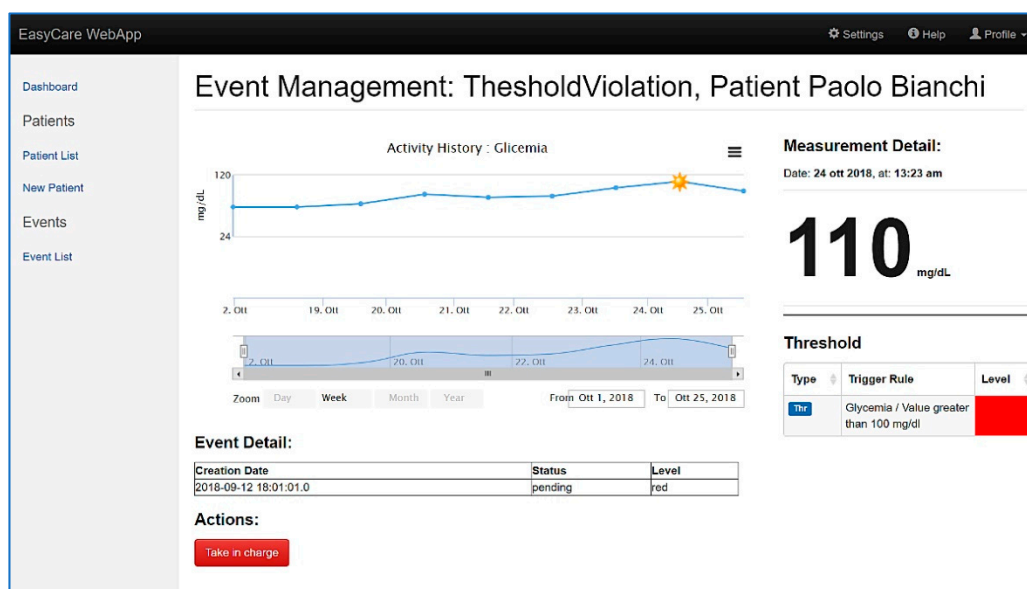 EasyCare WebApp
Settings Help Profile
Dashboard
Patients
Patient List
New Patient
Events
Event List
Event Management: ThesholdViolation, Patient Paolo Bianchi
Activity History : Glicemia
120
mg/dL
24
2. Ott 19. Ott 20. Ott 21. Ott 22. Ott 23. Ott 24. Ott 25. Ott
2. Ott 20. Ott 22. Ott 24. Ott
Zoom Day Week Month Year From Ott 1, 2018 To Ott 25, 2018
Event Detail:
Creation Date Status Level
2018-09-12 18:01:01.0 pending red
Actions:
Take in charge
Measurement Detail:
Date: 24 ott 2018, at: 13:23 am
110 mg/dL
Threshold
Type Trigger Rule Level
Thr Glycemia / Value greater
than 100 mg/dl